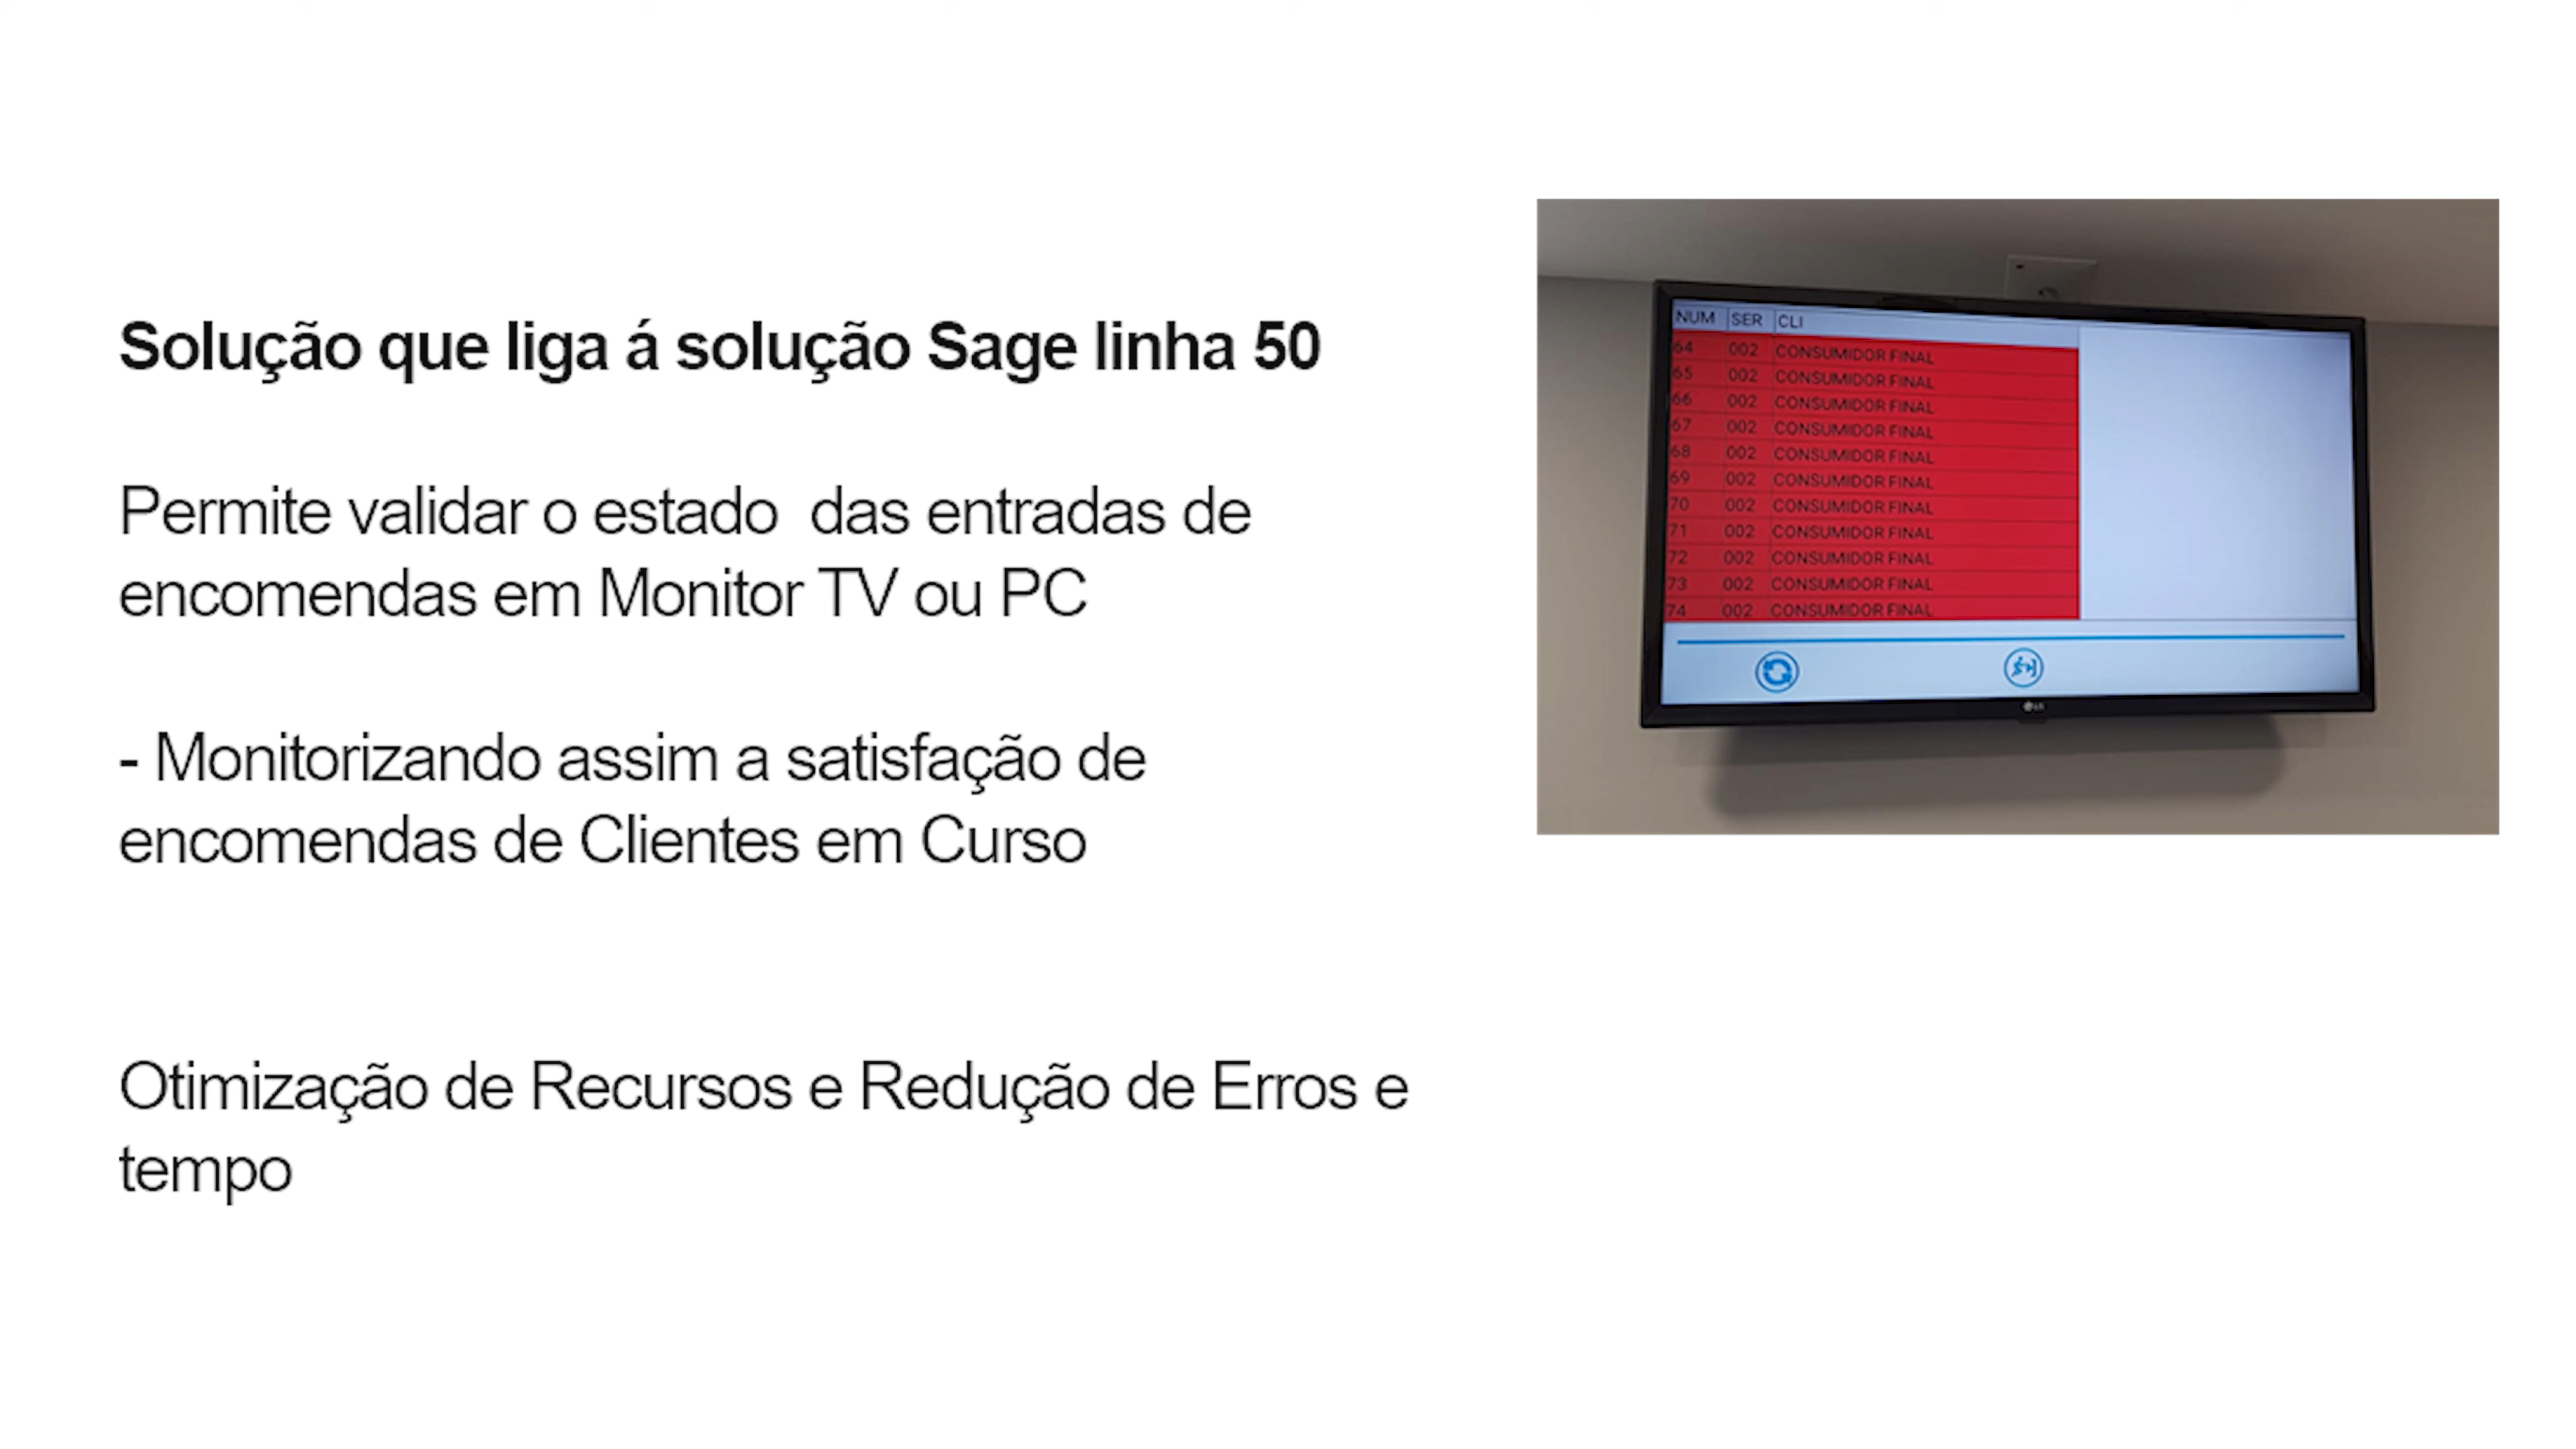 Solução que liga á solução Sage linha 50
Permite validar o estado  das entradas de
encomendas em Monitor TV ou PC
- Monitorizando assim a satisfação de
encomendas de Clientes em Curso
Otimização de Recursos e Redução de Erros e
tempo
NUM SER CLI
64 002 CONSUMIDOR FINAL
65 002 CONSUMIDOR FINAL
66 002 CONSUMIDOR FINAL
67 002 CONSUMIDOR FINAL
68 002 CONSUMIDOR FINAL
69 002 CONSUMIDOR FINAL
70 002 CONSUMIDOR FINAL
71 002 CONSUMIDOR FINAL
72 002 CONSUMIDOR FINAL
73 002 CONSUMIDOR FINAL
74 002 CONSUMIDOR FINAL
LG